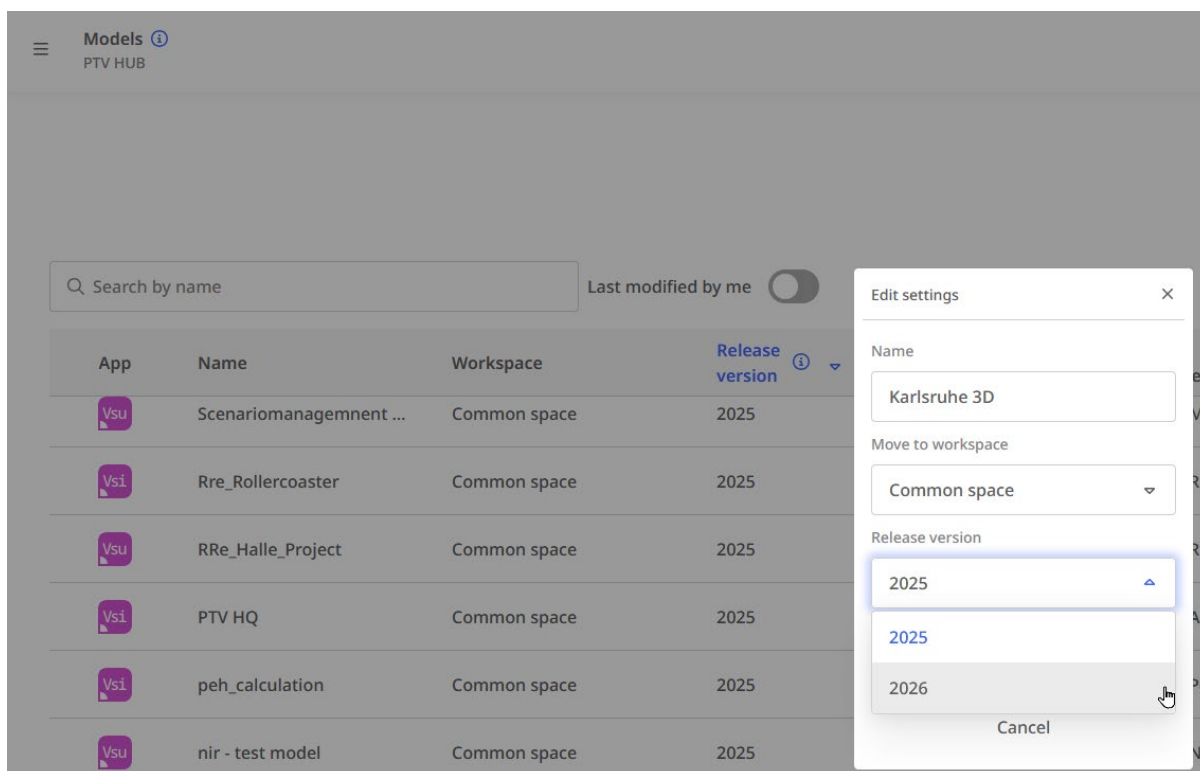 Models
PTV HUB
Search by name
Last modified by me
App Name Workspace Release version
Vsu Scenariomanagemnent ... Common space 2025
Vsi Rre_Rollercoaster Common space 2025
Vsu RRe_Halle_Project Common space 2025
Vsi PTV HQ Common space 2025
Vsi peh_calculation Common space 2025
Vsu nir - test model Common space 2025
Edit settings
Name
Karlsruhe 3D
Move to workspace
Common space
Release version
2025
2025
2026
Cancel